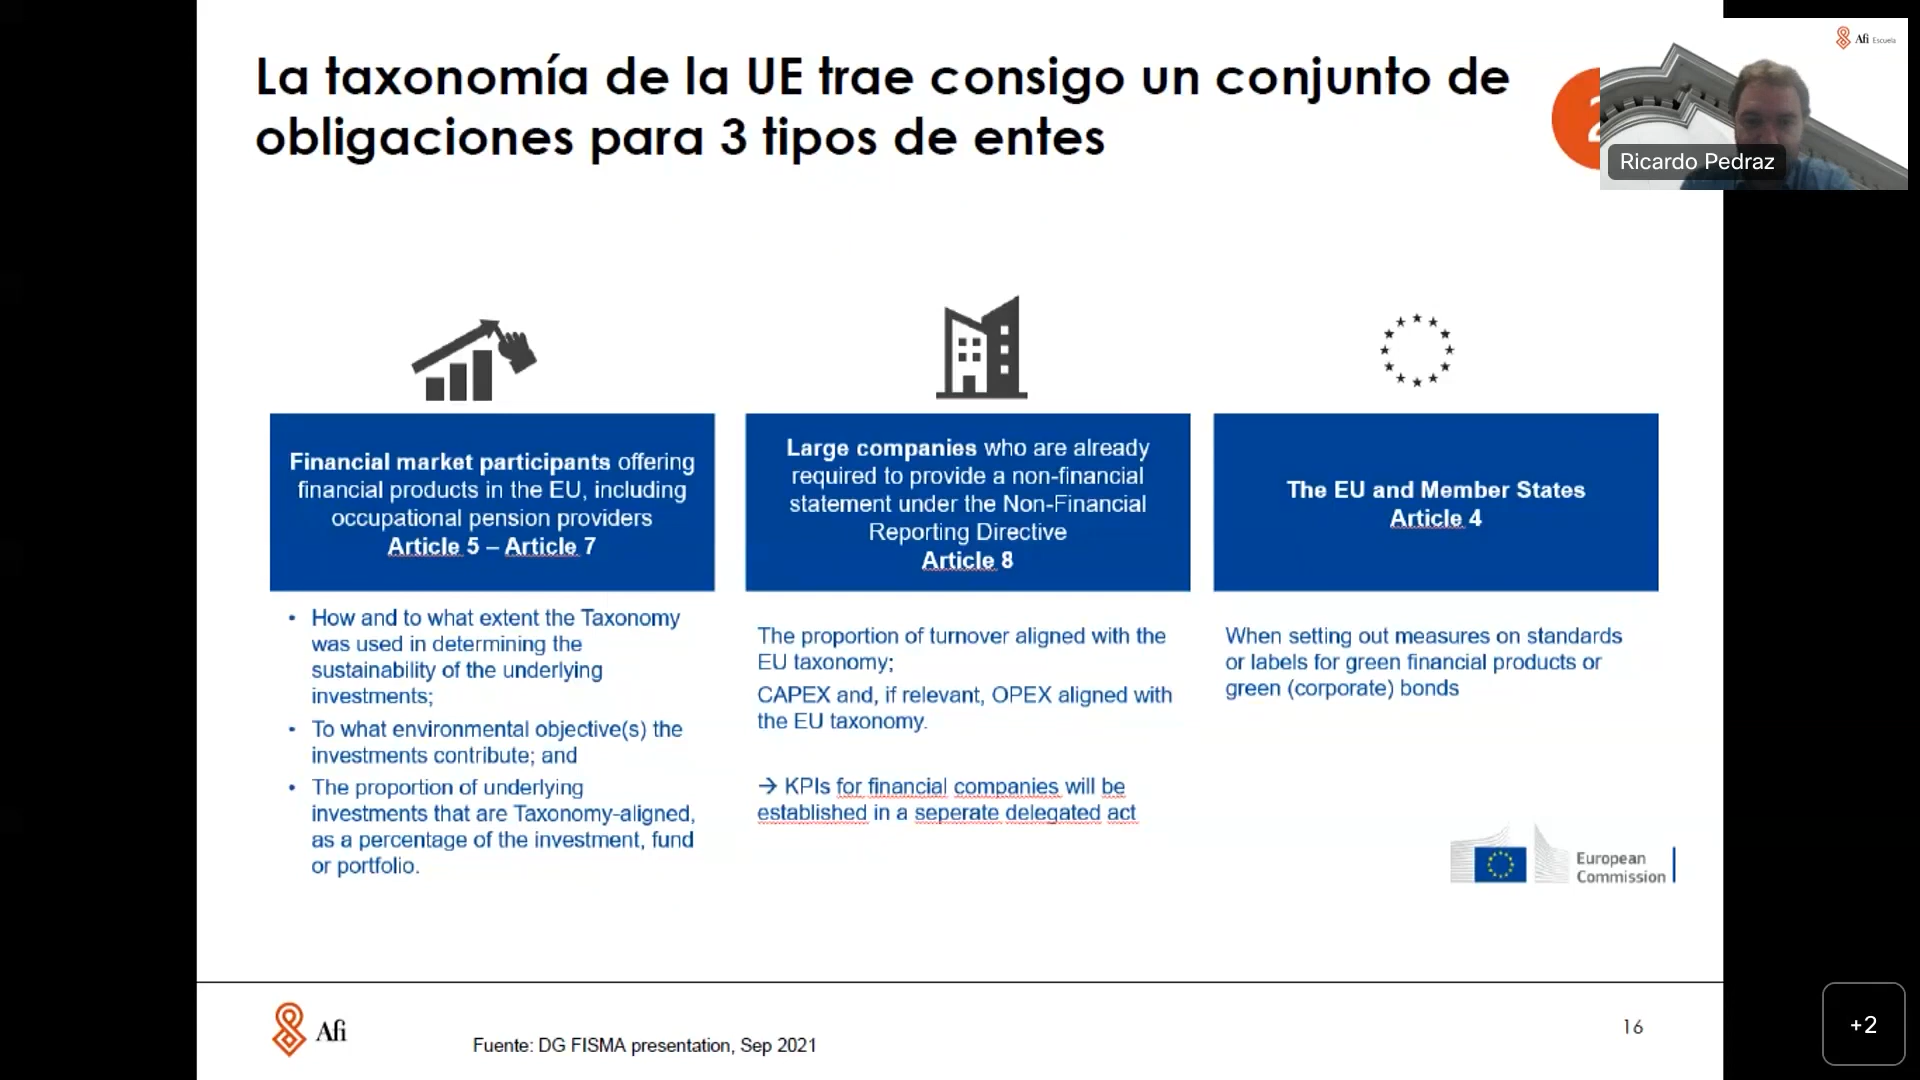 La taxonomía de la UE trae consigo un conjunto de
obligaciones para 3 tipos de entes
Afi Escuela
Ricardo Pedraz
Financial market participants offering
financial products in the EU, including
occupational pension providers
Article 5 – Article 7
• How and to what extent the Taxonomy
was used in determining the
sustainability of the underlying
investments;
• To what environmental objective(s) the
investments contribute; and
• The proportion of underlying
investments that are Taxonomy-aligned,
as a percentage of the investment, fund
or portfolio.
Large companies who are already
required to provide a non-financial
statement under the Non-Financial
Reporting Directive
Article 8
The proportion of turnover aligned with the
EU taxonomy;
CAPEX and, if relevant, OPEX aligned with
the EU taxonomy.
→ KPIs for financial companies will be
established in a seperate delegated act
The EU and Member States
Article 4
When setting out measures on standards
or labels for green financial products or
green (corporate) bonds
European
Commission
Afi
Fuente: DG FISMA presentation, Sep 2021
16
+2